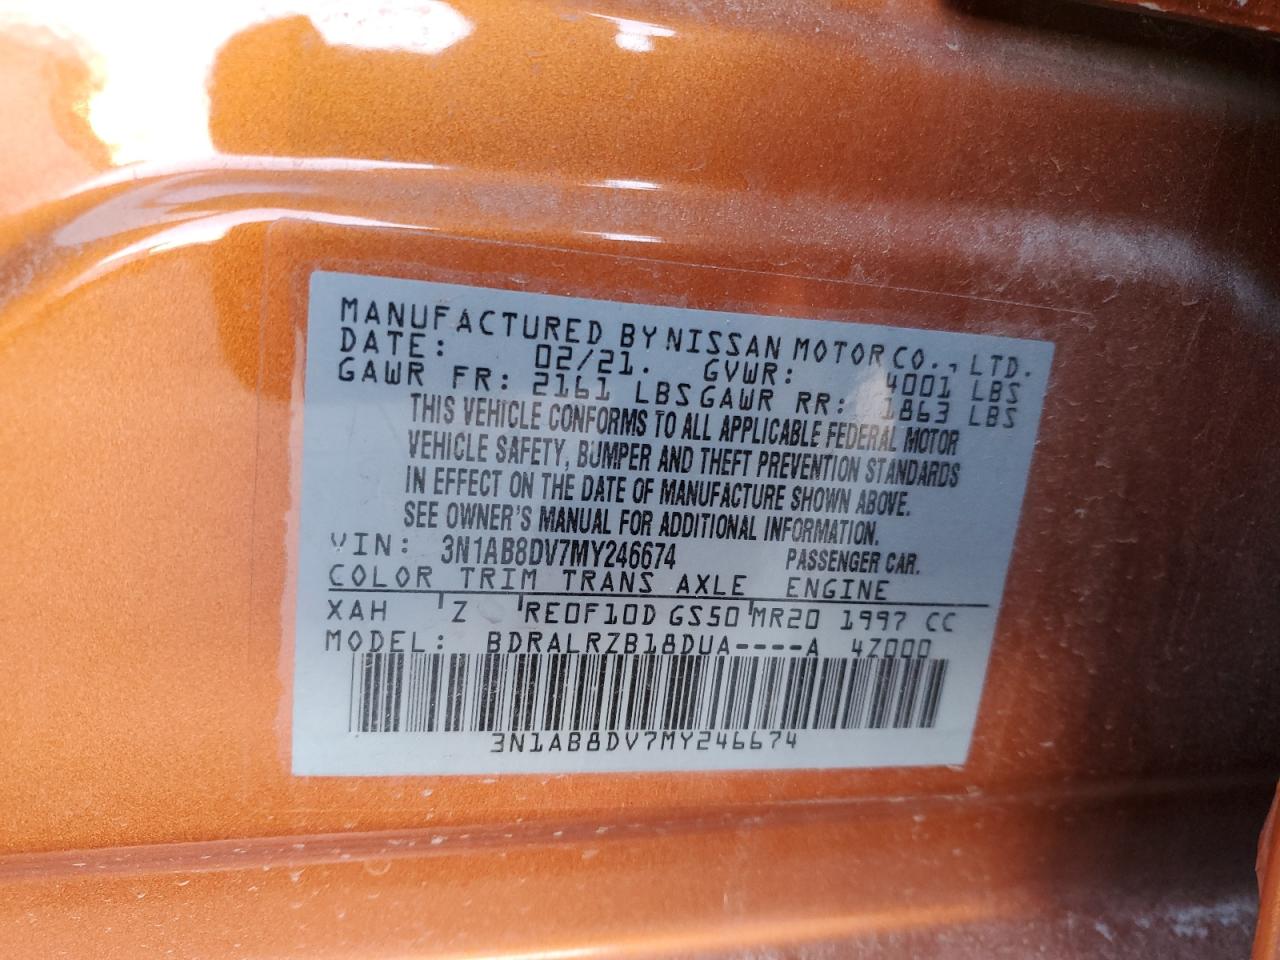 MANUFACTURED BY NISSAN MOTOR CO., LTD.
DATE: 02/21. GVWR: 4001 LBS
GAWR FR: 2161 LBS GAWR RR: 1863 LBS
THIS VEHICLE CONFORMS TO ALL APPLICABLE FEDERAL MOTOR
VEHICLE SAFETY, BUMPER AND THEFT PREVENTION STANDARDS
IN EFFECT ON THE DATE OF MANUFACTURE SHOWN ABOVE.
SEE OWNER'S MANUAL FOR ADDITIONAL INFORMATION.
VIN: 3N1AB8DV7MY246674 PASSENGER CAR.
COLOR TRIM TRANS AXLE ENGINE
XAH Z RE0F10D GS50 MR20 1997 CC
MODEL: BDRALRZB18DUA----A 4Z000
3N1AB8DV7MY246674